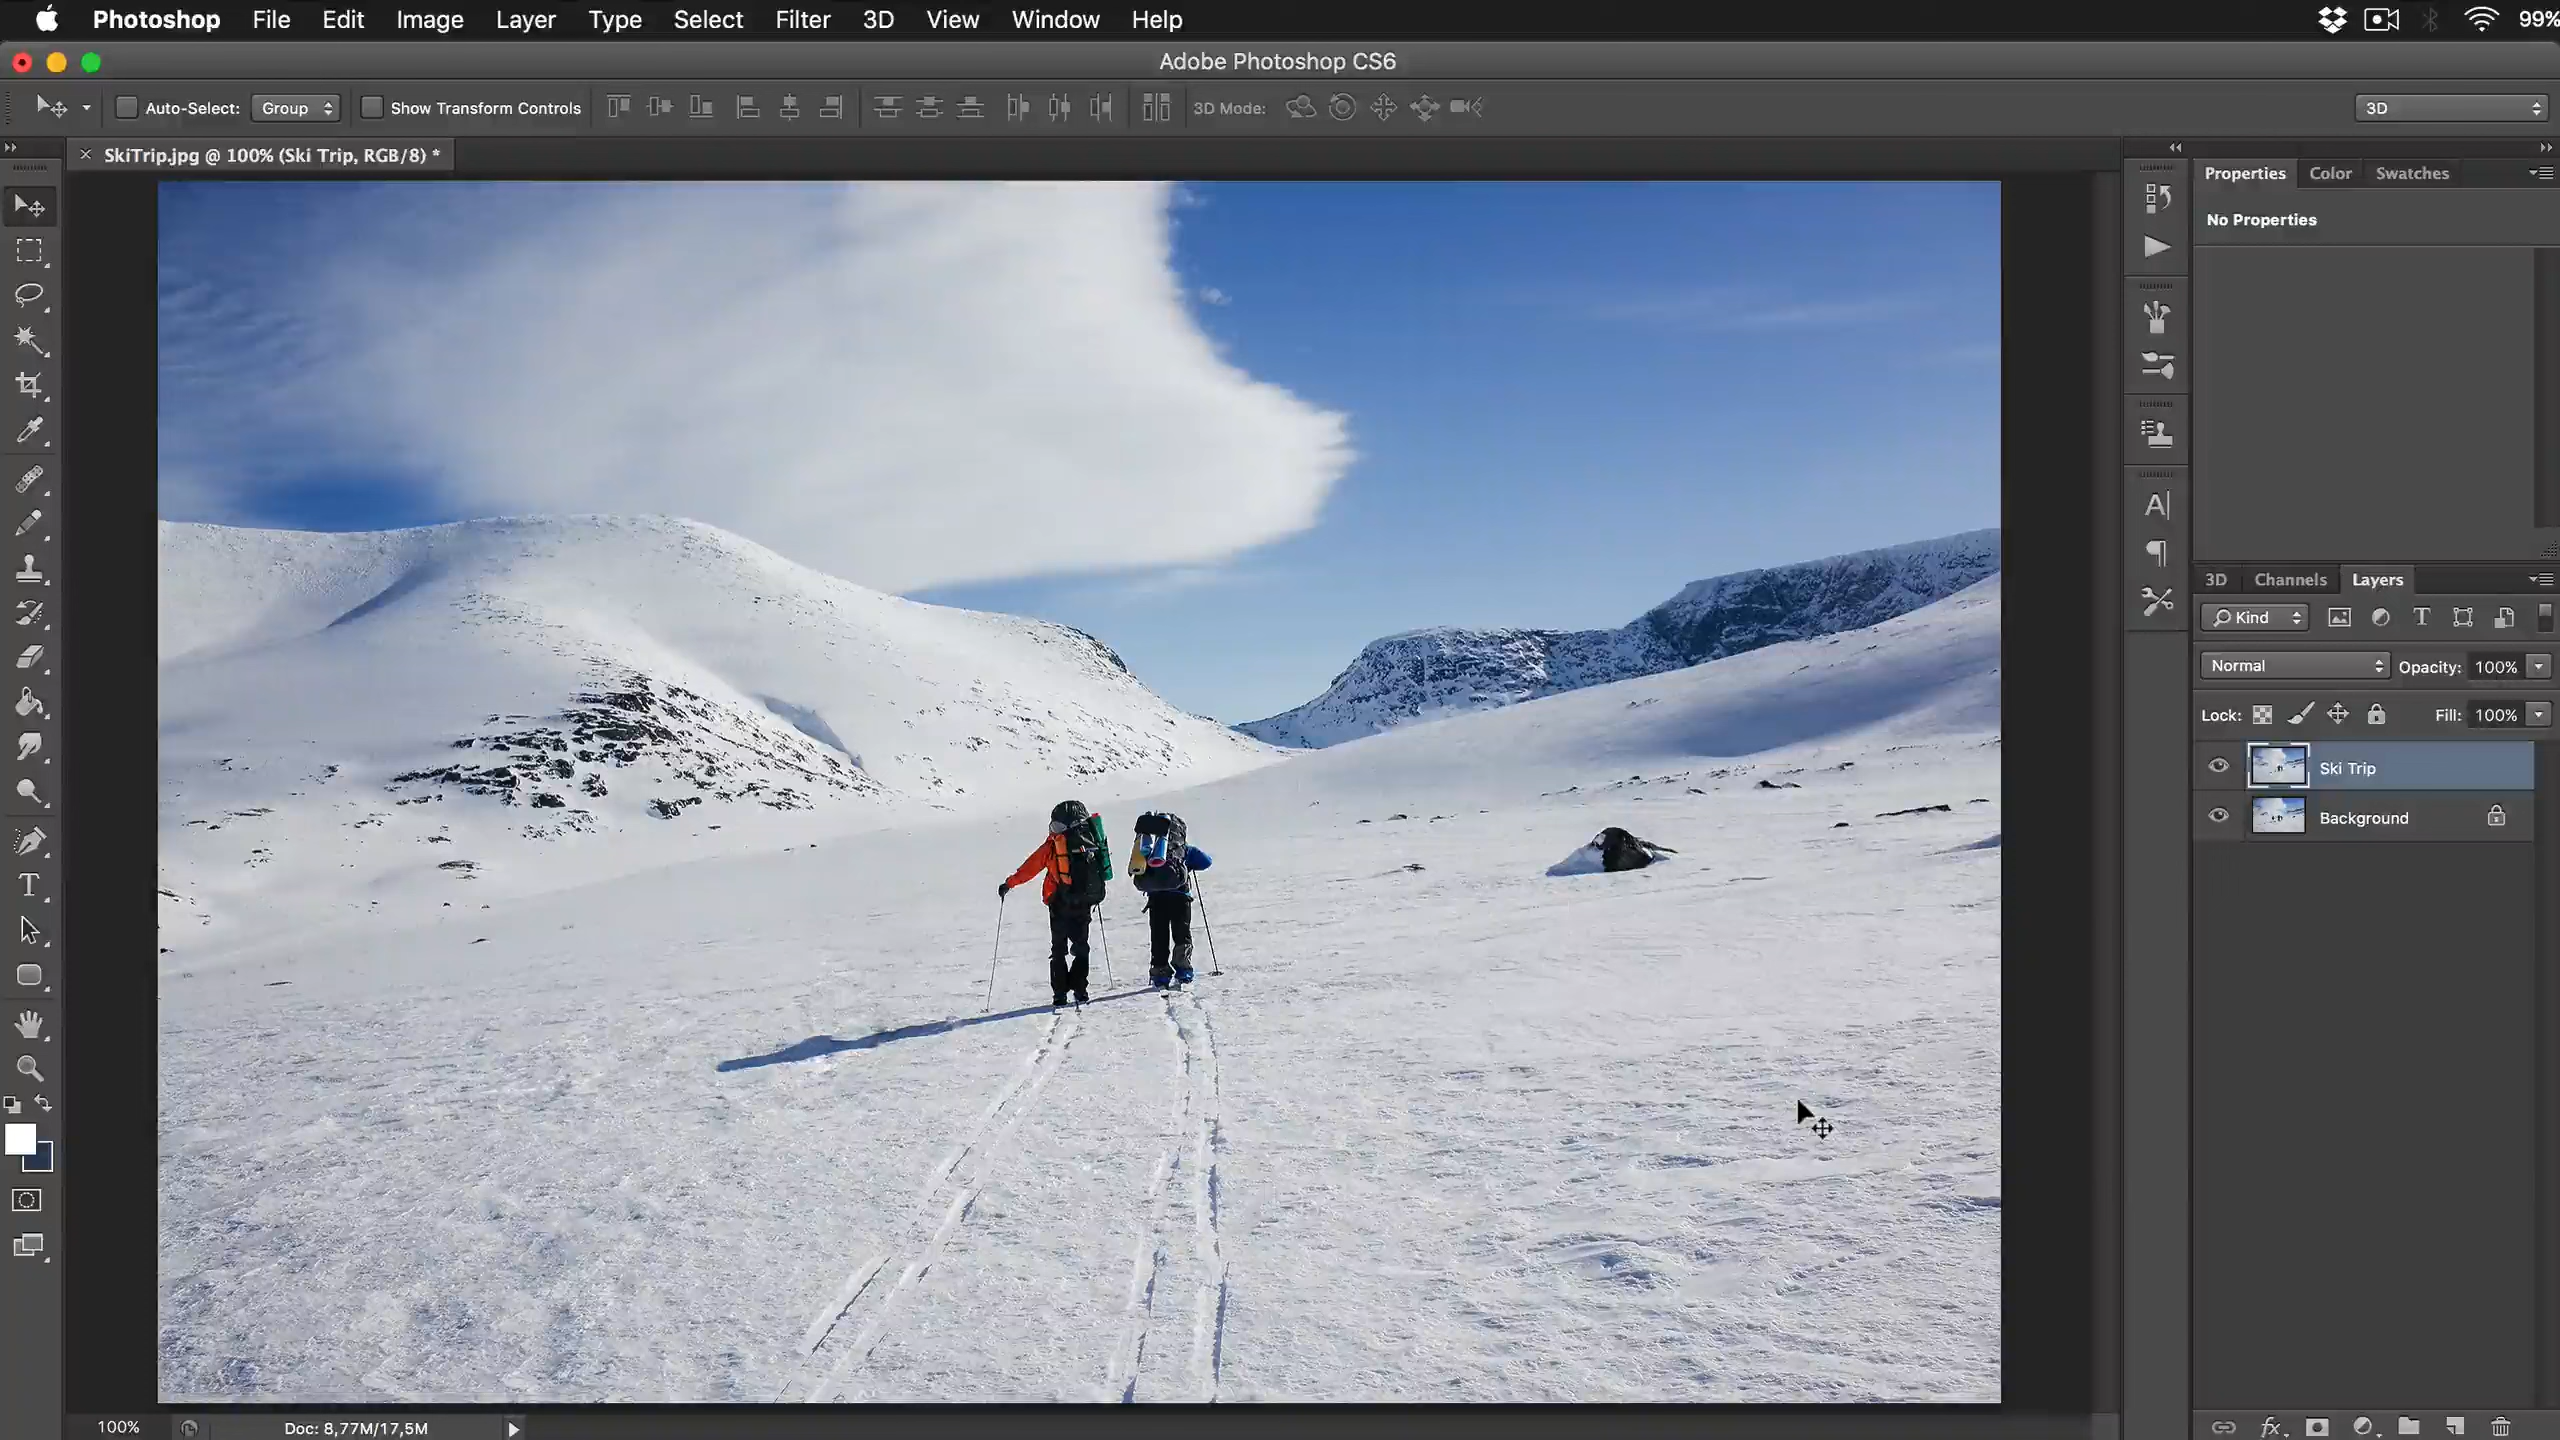 Photoshop File Edit Image Layer Type Select Filter 3D View Window Help 99%
Adobe Photoshop CS6
Auto-Select: Group Show Transform Controls 3D Mode: 3D
× SkiTrip.jpg @ 100% (Ski Trip, RGB/8) *
Properties Color Swatches
No Properties
3D Channels Layers
Kind
Normal Opacity: 100%
Lock: Fill: 100%
Ski Trip
Background
100% Doc: 8,77M/17,5M